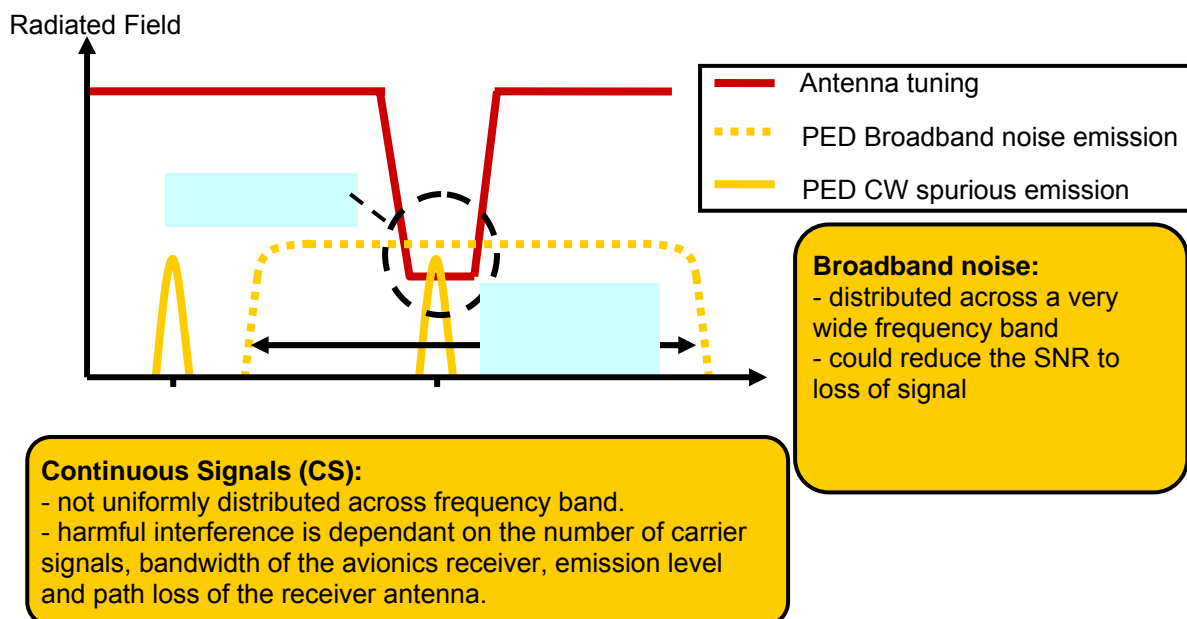 Radiated Field
Antenna tuning
PED Broadband noise emission
PED CW spurious emission
Broadband noise:
- distributed across a very
wide frequency band
- could reduce the SNR to
loss of signal
Continuous Signals (CS):
- not uniformly distributed across frequency band.
- harmful interference is dependant on the number of carrier
signals, bandwidth of the avionics receiver, emission level
and path loss of the receiver antenna.